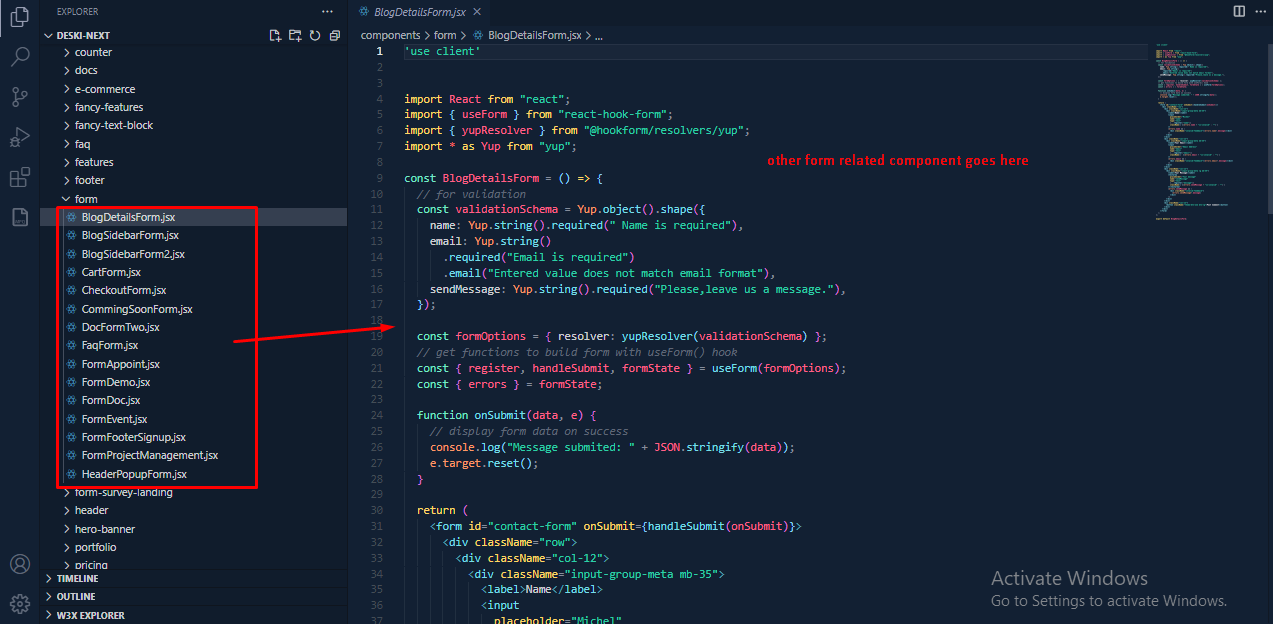 EXPLORER
DESKI-NEXT
counter
docs
e-commerce
fancy-features
fancy-text-block
faq
features
footer
form
BlogDetailsForm.jsx
BlogSidebarForm.jsx
BlogSidebarForm2.jsx
CartForm.jsx
CheckoutForm.jsx
CommingSoonForm.jsx
DocFormTwo.jsx
FaqForm.jsx
FormAppoint.jsx
FormDemo.jsx
FormDoc.jsx
FormEvent.jsx
FormFooterSignup.jsx
FormProjectManagement.jsx
HeaderPopupForm.jsx
form-survey-landing
header
hero-banner
portfolio
pricing
TIMELINE
OUTLINE
W3X EXPLORER
BlogDetailsForm.jsx
components > form > BlogDetailsForm.jsx > ...
1 'use client'
2
3
4 import React from "react";
5 import { useForm } from "react-hook-form";
6 import { yupResolver } from "@hookform/resolvers/yup";
7 import * as Yup from "yup";
8
9 const BlogDetailsForm = () => {
10 // for validation
11 const validationSchema = Yup.object().shape({
12 name: Yup.string().required(" Name is required"),
13 email: Yup.string()
14 .required("Email is required")
15 .email("Entered value does not match email format"),
16 sendMessage: Yup.string().required("Please,leave us a message."),
17 });
18
19 const formOptions = { resolver: yupResolver(validationSchema) };
20 // get functions to build form with useForm() hook
21 const { register, handleSubmit, formState } = useForm(formOptions);
22 const { errors } = formState;
23
24 function onSubmit(data, e) {
25 // display form data on success
26 console.log("Message submited: " + JSON.stringify(data));
27 e.target.reset();
28 }
29
30 return (
31 <form id="contact-form" onSubmit={handleSubmit(onSubmit)}>
32 <div className="row">
33 <div className="col-12">
34 <div className="input-group-meta mb-35">
35 <label>Name</label>
36 <input
37 placeholder="Michel"
other form related component goes here
Activate Windows
Go to Settings to activate Windows.